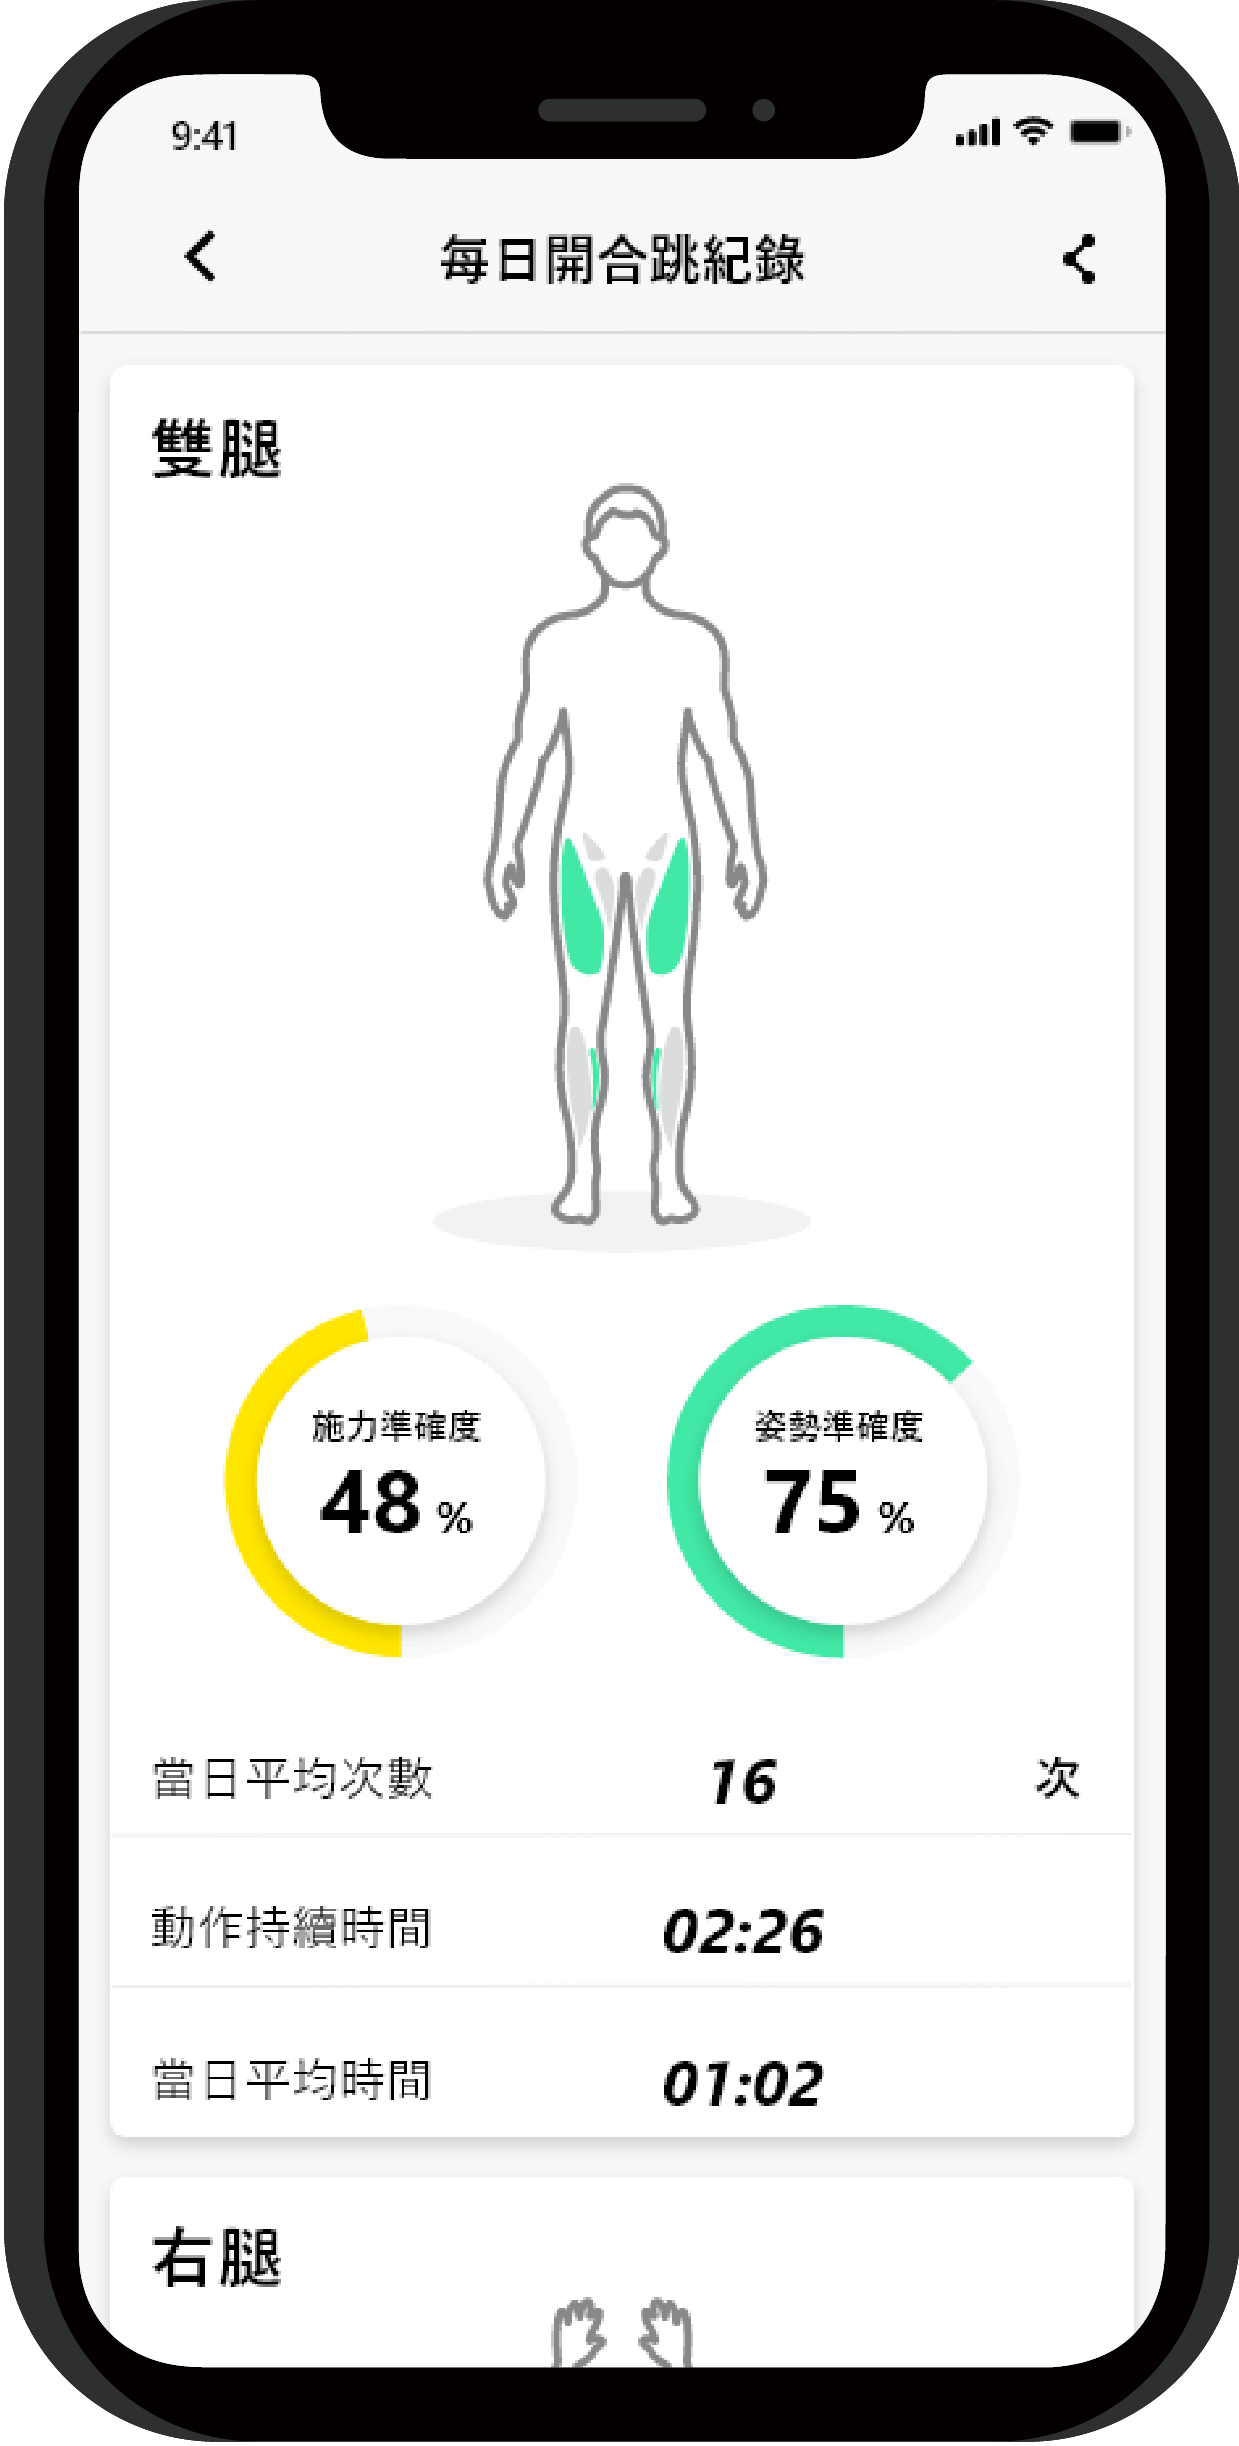 9:41
每日開合跳紀錄
雙腿
施力準確度
48 %
姿勢準確度
75 %
當日平均次數 16 次
動作持續時間 02:26
當日平均時間 01:02
右腿